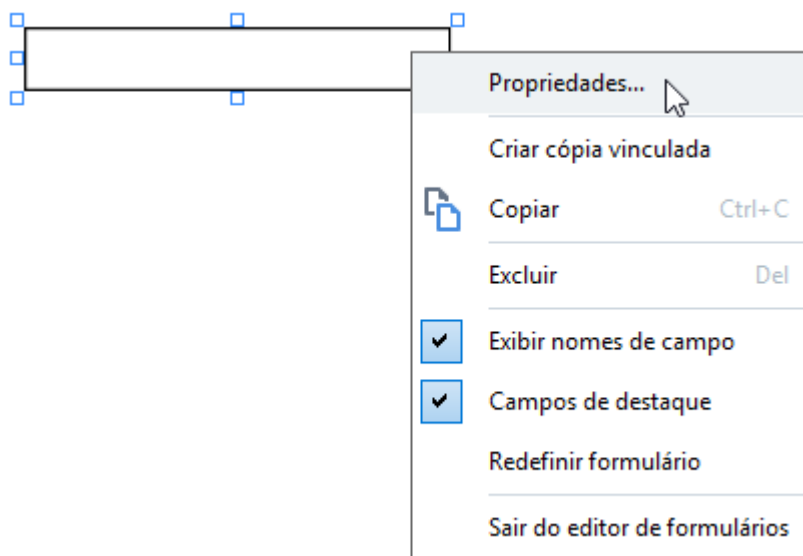 Propriedades...
Criar cópia vinculada
Copiar Ctrl+C
Excluir Del
Exibir nomes de campo
Campos de destaque
Redefinir formulário
Sair do editor de formulários